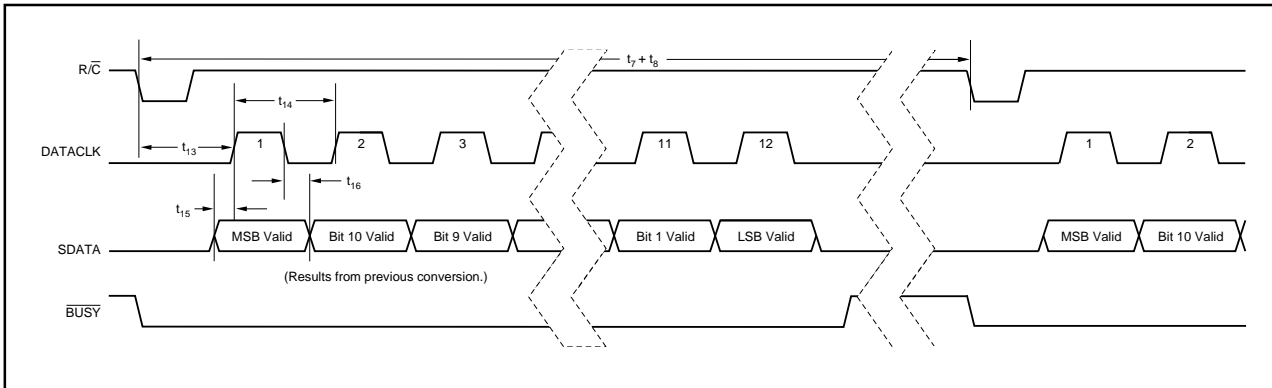 t7 + t8
R/C̅
t14
t13
DATACLK
1
2
3
11
12
1
2
t16
t15
SDATA
MSB Valid
Bit 10 Valid
Bit 9 Valid
Bit 1 Valid
LSB Valid
MSB Valid
Bit 10 Valid
(Results from previous conversion.)
B̅U̅S̅Y̅